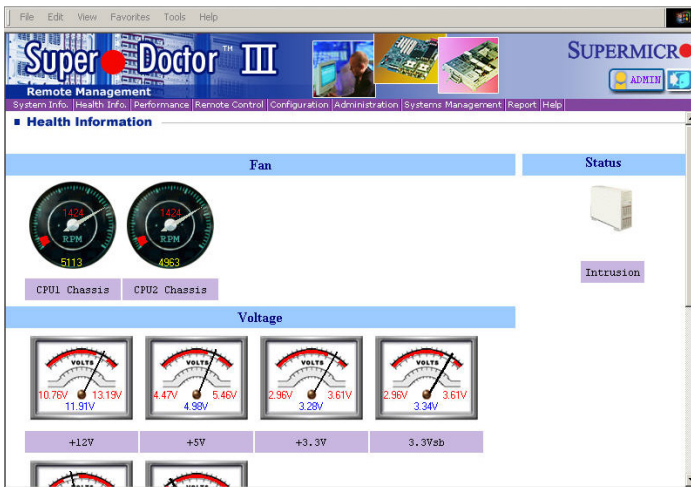 File Edit View Favorites Tools Help
Super Doctor™ III
SUPERMICR
Remote Management
ADMIN
System Info. Health Info. Performance Remote Control Configuration Administration Systems Management Report Help
Health Information
Fan
Status
1424 1424
RPM RPM
5113 4963
CPU1 Chassis CPU2 Chassis
Intrusion
Voltage
VOLTS VOLTS VOLTS VOLTS
10.76V 13.19V 4.47V 5.46V 2.96V 3.61V 2.96V 3.61V
11.91V 4.98V 3.28V 3.34V
+12V +5V +3.3V 3.3Vsb